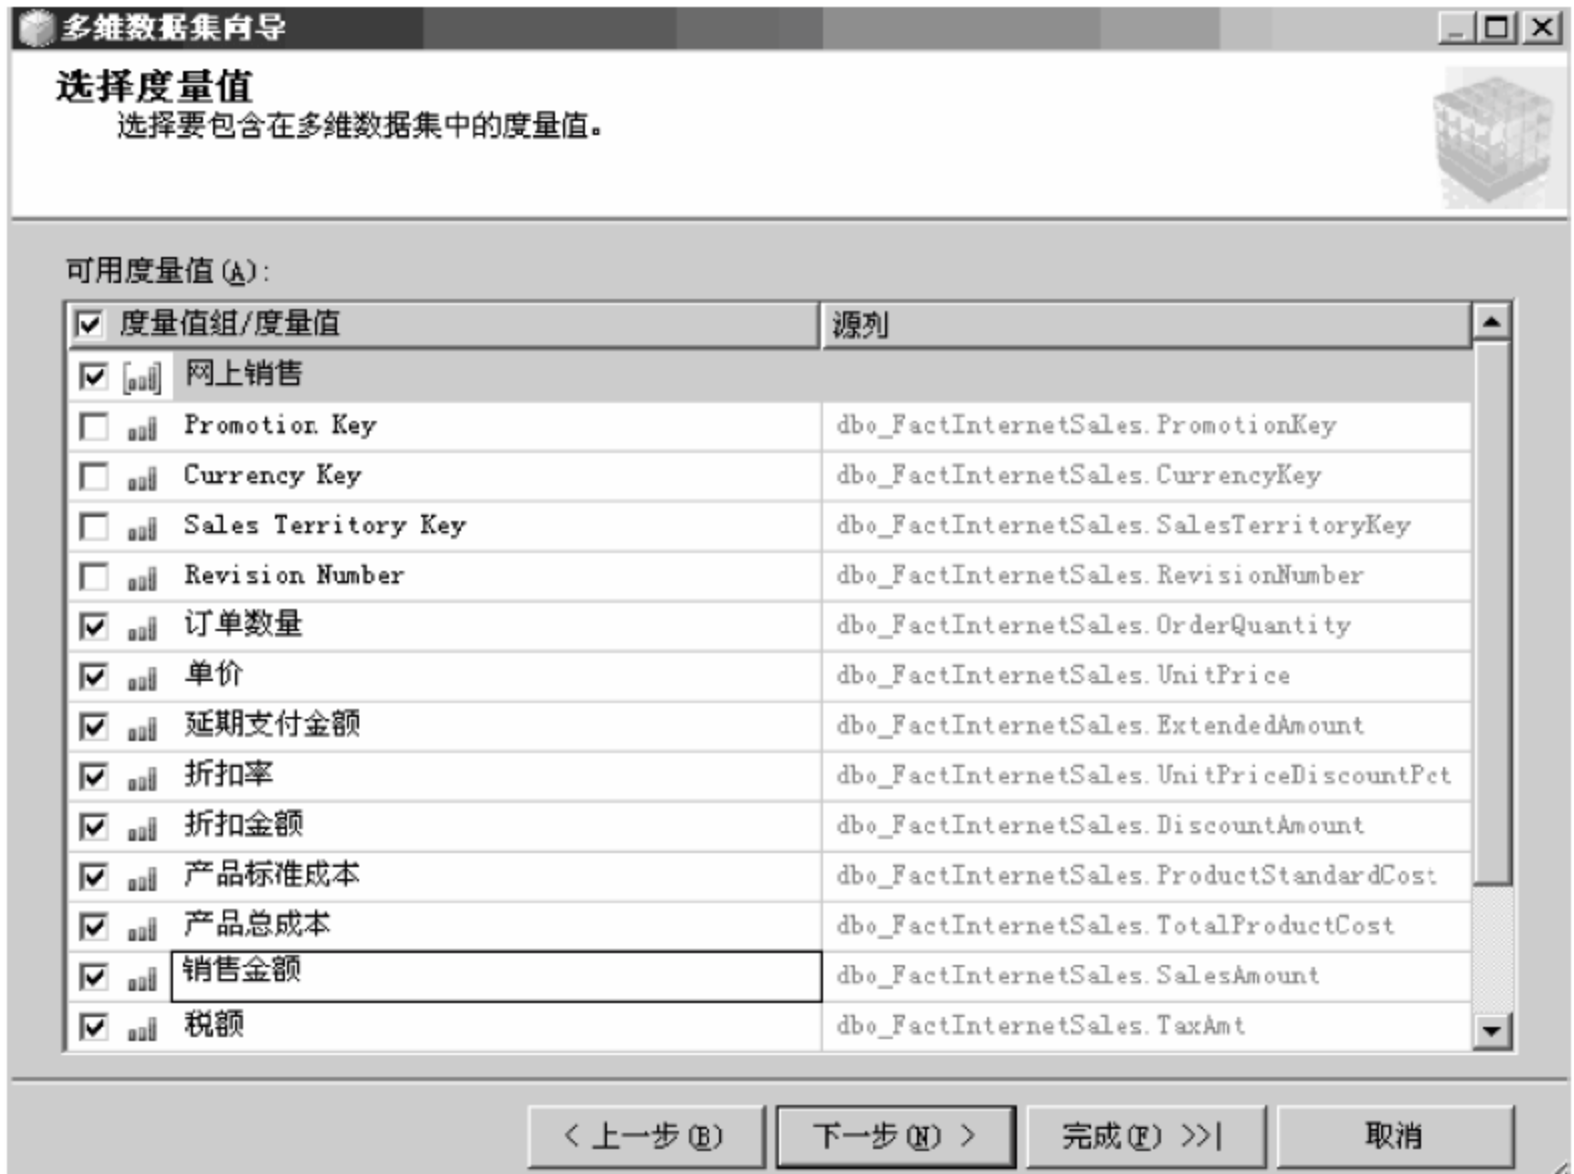 多维数据集向导
选择度量值
选择要包含在多维数据集中的度量值。
可用度量值(A):
度量值组/度量值 源列
网上销售
Promotion Key dbo_FactInternetSales.PromotionKey
Currency Key dbo_FactInternetSales.CurrencyKey
Sales Territory Key dbo_FactInternetSales.SalesTerritoryKey
Revision Number dbo_FactInternetSales.RevisionNumber
订单数量 dbo_FactInternetSales.OrderQuantity
单价 dbo_FactInternetSales.UnitPrice
延期支付金额 dbo_FactInternetSales.ExtendedAmount
折扣率 dbo_FactInternetSales.UnitPriceDiscountPct
折扣金额 dbo_FactInternetSales.DiscountAmount
产品标准成本 dbo_FactInternetSales.ProductStandardCost
产品总成本 dbo_FactInternetSales.TotalProductCost
销售金额 dbo_FactInternetSales.SalesAmount
税额 dbo_FactInternetSales.TaxAmt
< 上一步(B) 下一步(N) > 完成(F) >>| 取消